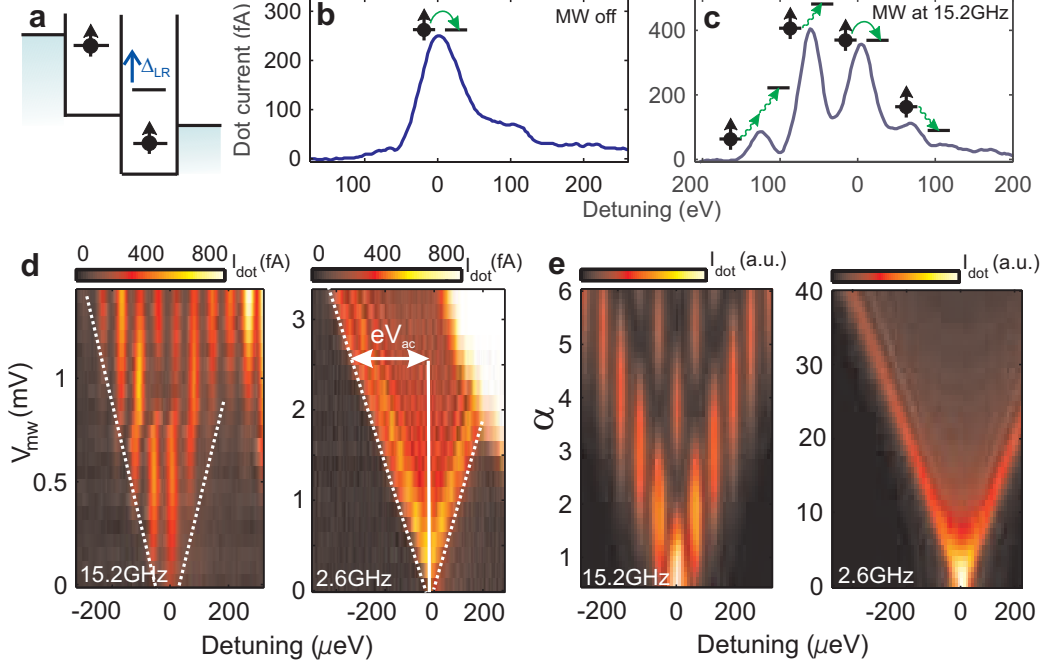 a
Δ_LR
b
MW off
Dot current (fA)
300
200
100
0
100 0 100 200
c
MW at 15.2GHz
400
200
0
200 100 0 100 200
Detuning (eV)
d
0 400 800
I_dot (fA)
0 400 800
I_dot (fA)
V_mw (mV)
1
0.5
0
15.2GHz
-200 0 200
3
2
1
0
eV_ac
2.6GHz
-200 0 200
Detuning (μeV)
e
I_dot (a.u.)
I_dot (a.u.)
α
6
5
4
3
2
1
15.2GHz
-200 0 200
40
30
20
10
0
2.6GHz
-200 0 200
Detuning (μeV)